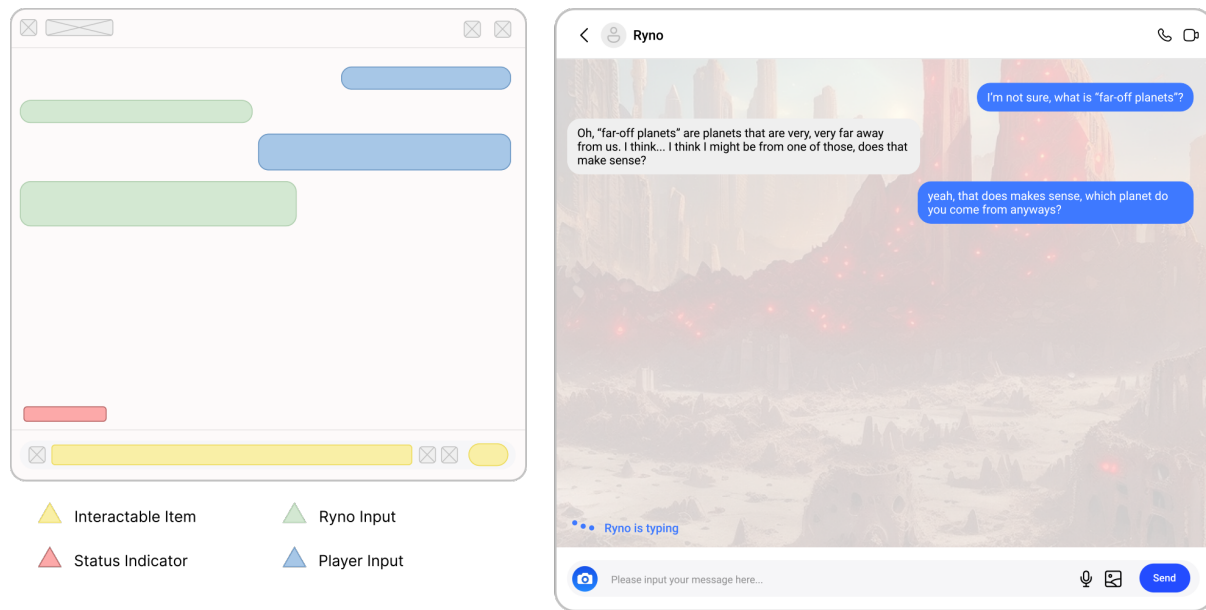 Ryno
I'm not sure, what is "far-off planets"?
Oh, "far-off planets" are planets that are very, very far away
from us. I think... I think I might be from one of those, does that
make sense?
yeah, that does makes sense, which planet do
you come from anyways?
Ryno is typing
Please input your message here...
Send
Interactable Item
Ryno Input
Status Indicator
Player Input